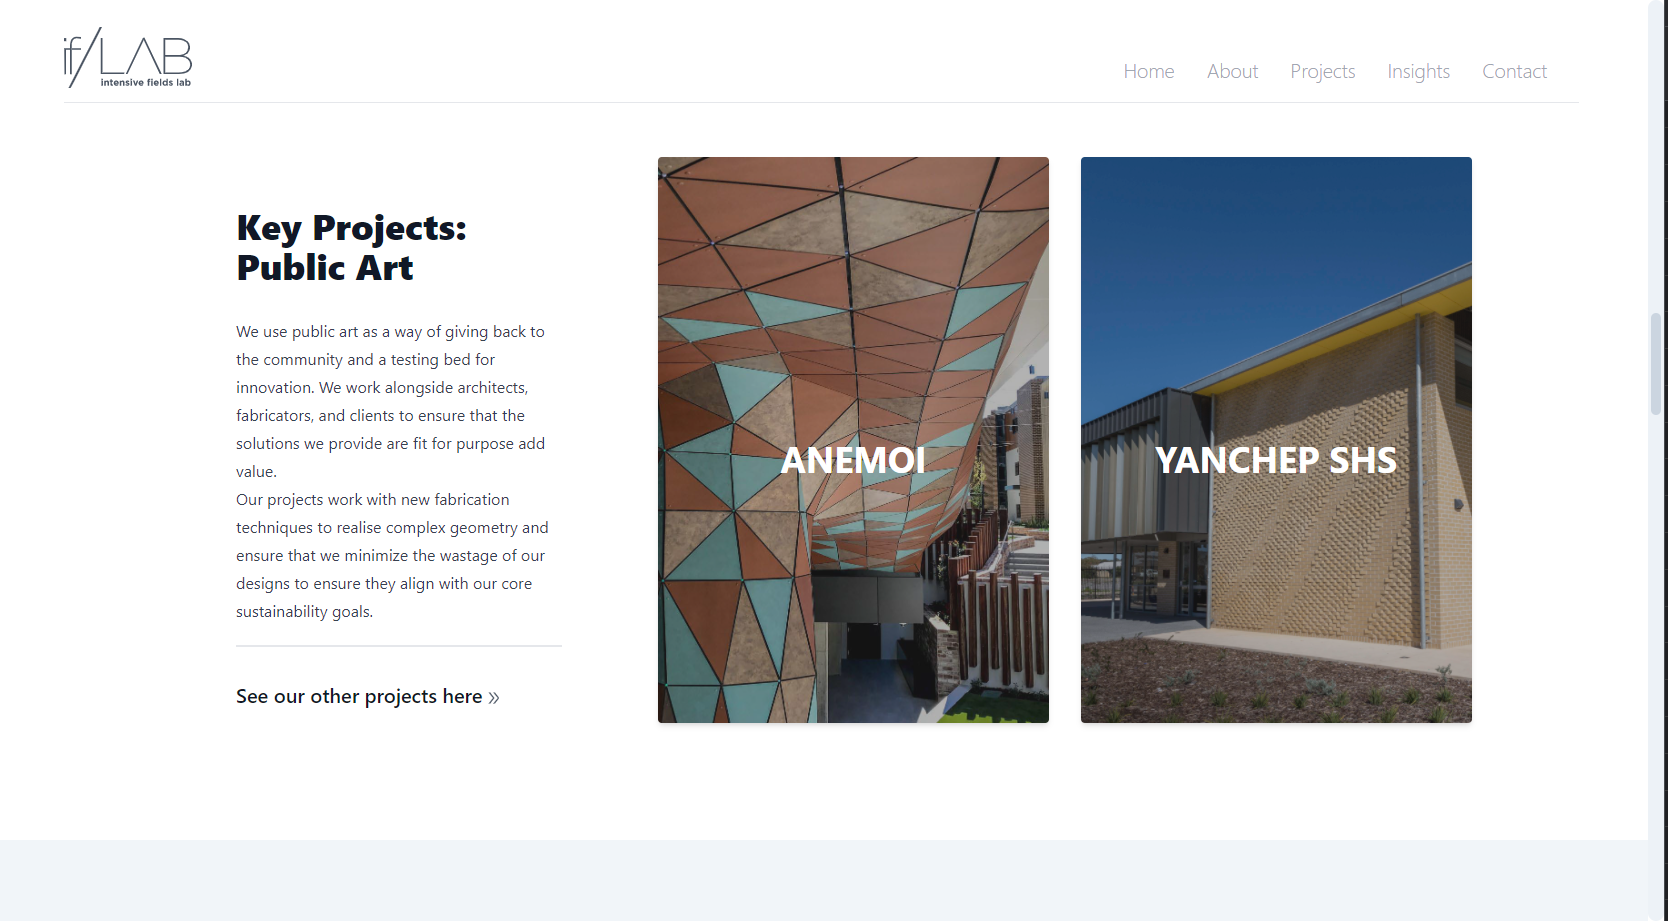 if/LAB
intensive fields lab
Home About Projects Insights Contact
Key Projects:
Public Art
We use public art as a way of giving back to
the community and a testing bed for
innovation. We work alongside architects,
fabricators, and clients to ensure that the
solutions we provide are fit for purpose add
value.
Our projects work with new fabrication
techniques to realise complex geometry and
ensure that we minimize the wastage of our
designs to ensure they align with our core
sustainability goals.
See our other projects here »
ANEMOI
YANCHEP SHS